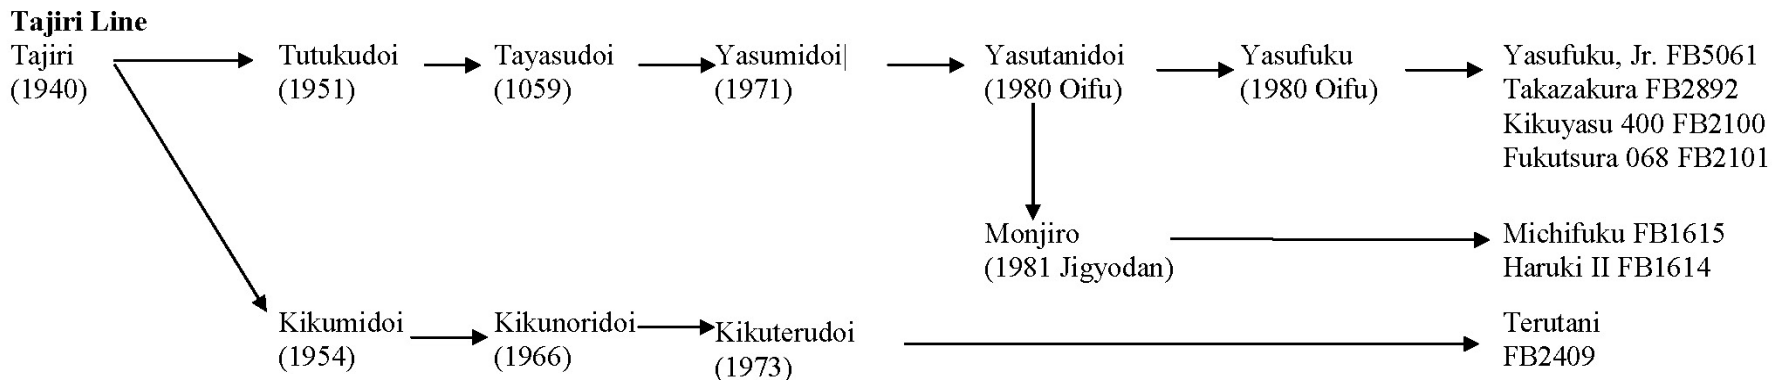 Tajiri Line
Tajiri Tutukudoi Tayasudoi Yasumidoi Yasutanidoi Yasufuku Yasufuku, Jr. FB5061
(1940) (1951) (1059) (1971) (1980 Oifu) (1980 Oifu) Takazakura FB2892
Kikuyasu 400 FB2100
Fukutsura 068 FB2101
Monjiro Michifuku FB1615
(1981 Jigyodan) Haruki II FB1614
Kikumidoi Kikunoridoi Kikuterudoi Terutani
(1954) (1966) (1973) FB2409